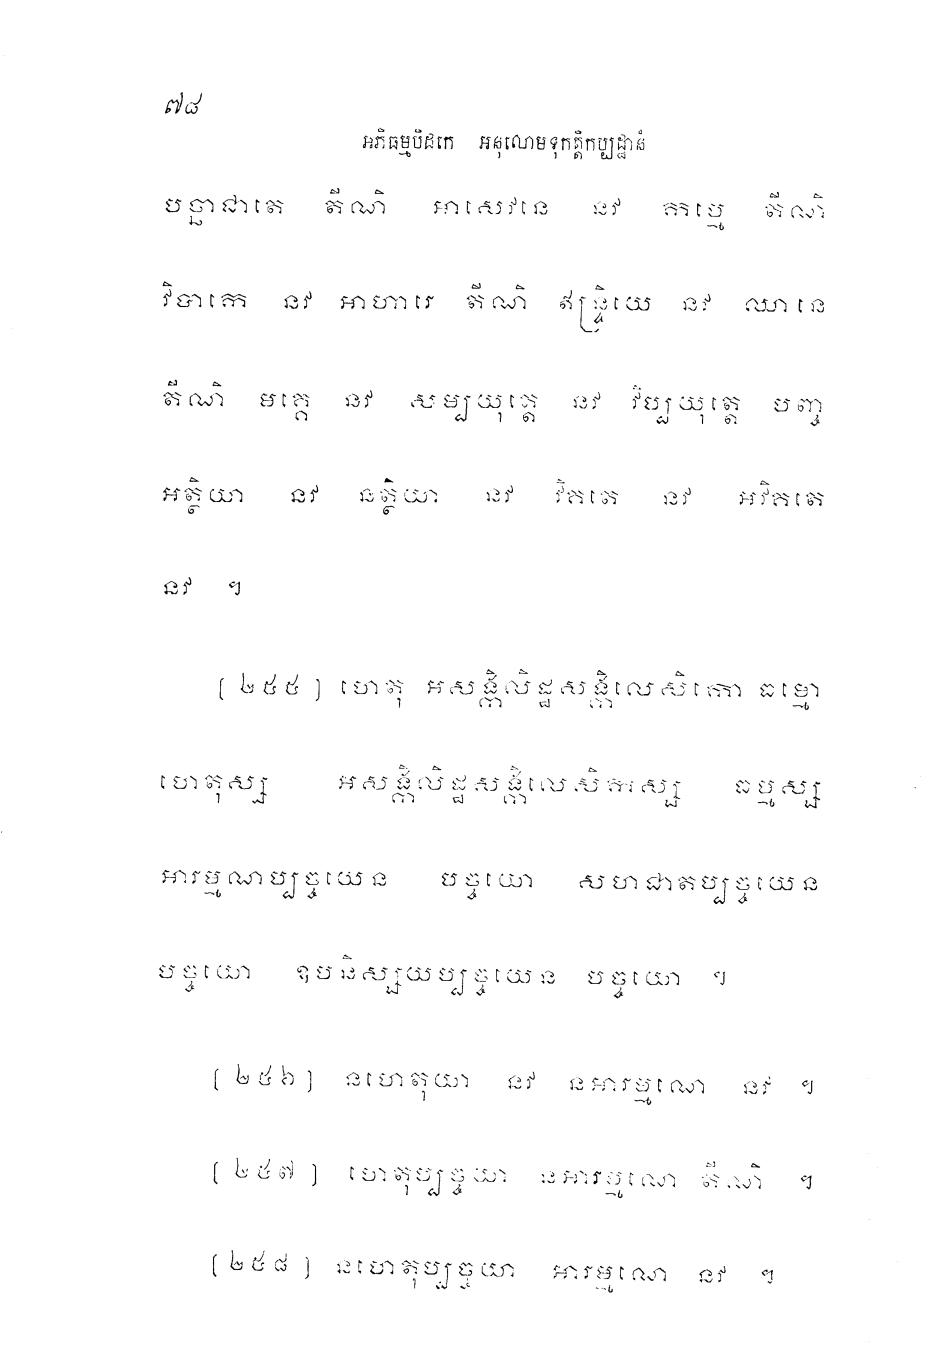 ៧៨
អភិធម្មបិដកេ អនុលោមទុកត្តិកប្បដ្ឋានំ
បច្ឆាជាតេ តីណិ អាសេវនេ នវ កម្មេ តីណិ
វិបាកេ នវ អាហារេ តីណិ ឥន្ទ្រិយេ នវ ឈានេ
តីណិ មគ្គេ នវ សម្បយុត្តេ នវ វិប្បយុត្តេ បញ្ច
អត្ថិយា នវ នត្ថិយា នវ វិគតេ នវ អវិគតេ
នវ ។
[២៥៥] ហេតុ អសង្កិលិដ្ឋសង្កិលេសិកោ ធម្មោ
ហេតុស្ស អសង្កិលិដ្ឋសង្កិលេសិកស្ស ធម្មស្ស
អារម្មណប្បច្ចយេន បច្ចយោ សហជាតប្បច្ចយេន
បច្ចយោ ឧបនិស្សយប្បច្ចយេន បច្ចយោ ។
[២៥៦] នហេតុយា នវ នអារម្មណេ នវ ។
[២៥៧] ហេតុប្បច្ចយា នអារម្មណេ តីណិ ។
[២៥៨] នហេតុប្បច្ចយា អារម្មណេ នវ ។